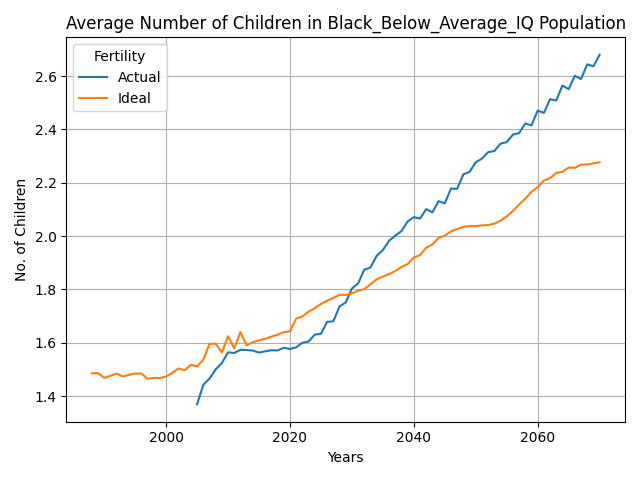 Average Number of Children in Black_Below_Average_IQ Population
Fertility
Actual
Ideal
No. of Children
2.6
2.4
2.2
2.0
1.8
1.6
1.4
2000
2020
2040
2060
Years